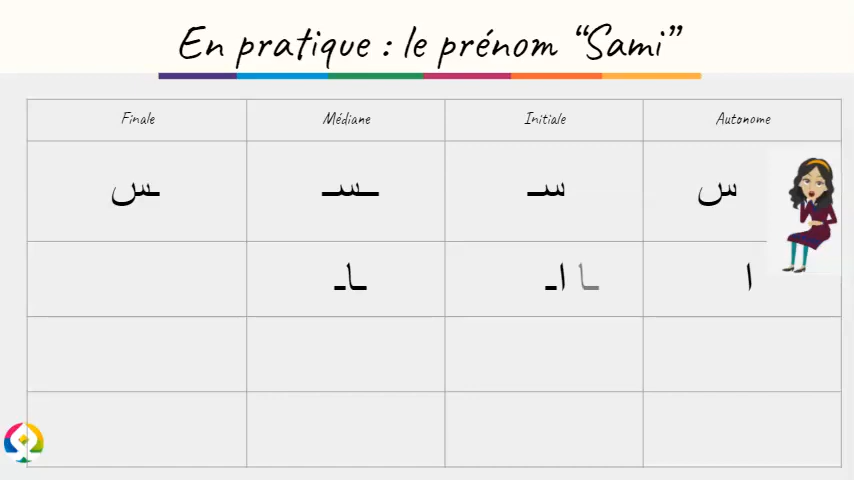 En pratique : le prénom “Sami”
Finale Médiane Initiale Autonome
ـس ـسـ سـ س
ـاـ اـ ـا ا